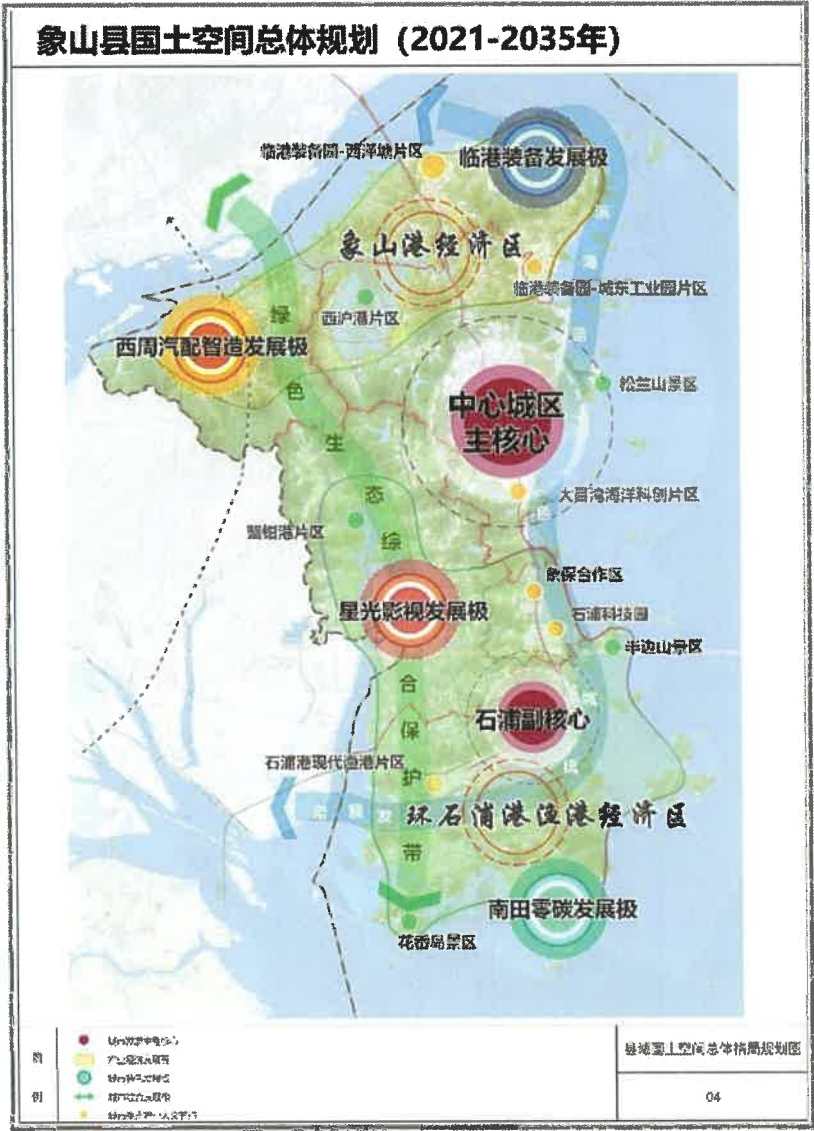 象山县国土空间总体规划（2021-2035年）
临港装备园-西泽塘片区
临港装备发展极
象山港经济区
临港装备园-城东工业园片区
西沪港片区
西周汽配智造发展极
绿色生态综合保护带
中心城区
主核心
松兰山景区
大目湾海洋科创片区
蟹钳港片区
象保合作区
星光影视发展极
石浦科技园
半边山景区
石浦副核心
石浦港现代渔港片区
环石浦港渔港经济区
南田零碳发展极
花岙岛景区
图例
县域国土空间总体格局规划图
04